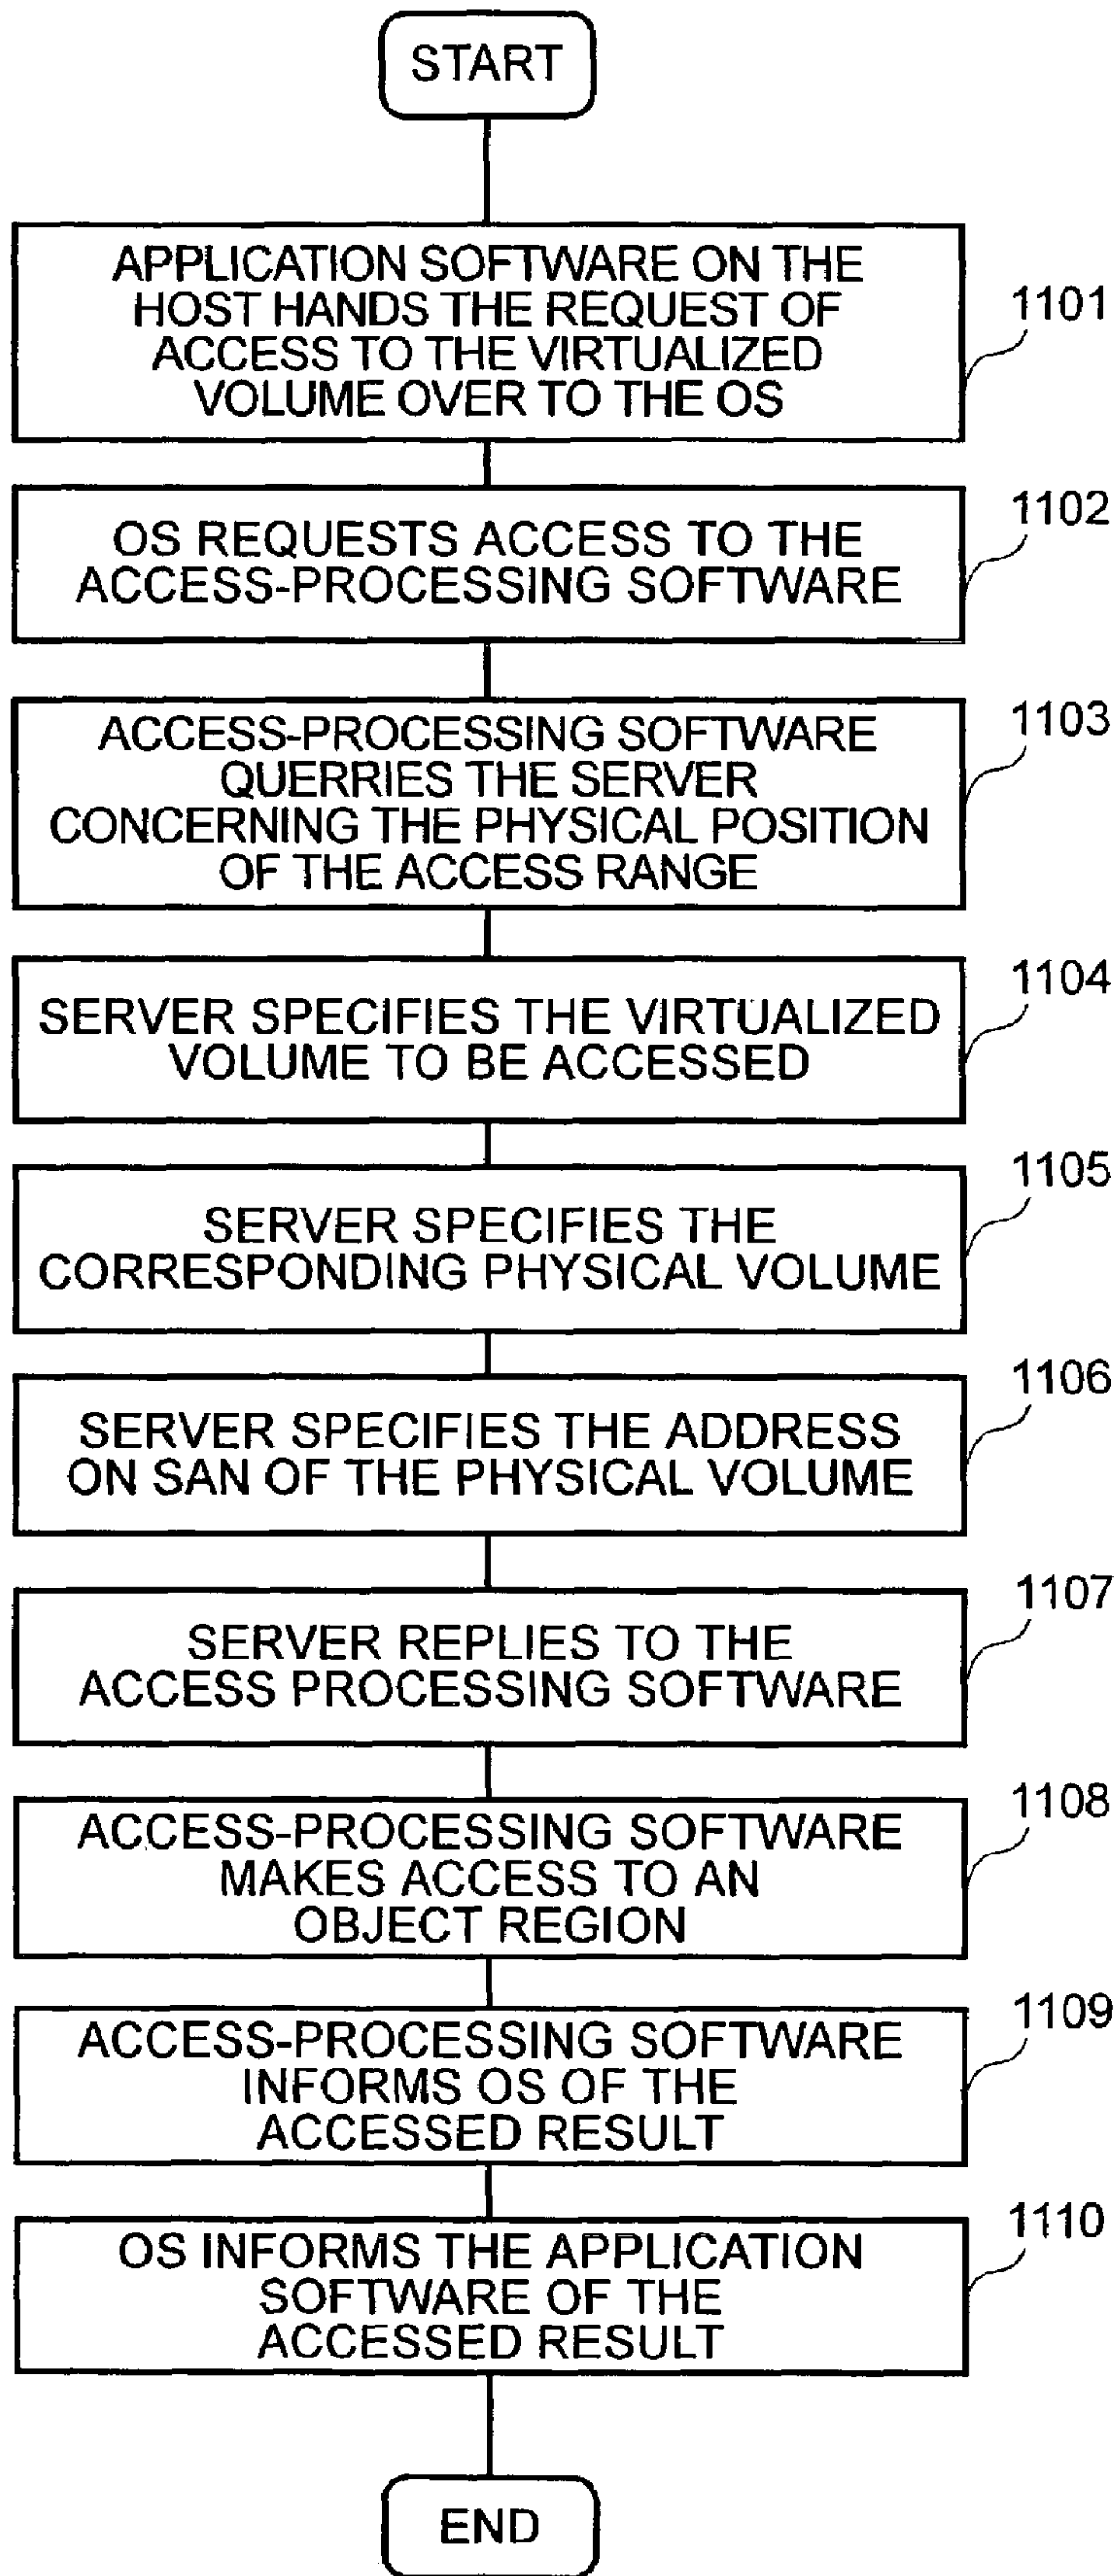 START
APPLICATION SOFTWARE ON THE
HOST HANDS THE REQUEST OF
ACCESS TO THE VIRTUALIZED
VOLUME OVER TO THE OS
1101
OS REQUESTS ACCESS TO THE
ACCESS-PROCESSING SOFTWARE
1102
ACCESS-PROCESSING SOFTWARE
QUERRIES THE SERVER
CONCERNING THE PHYSICAL POSITION
OF THE ACCESS RANGE
1103
SERVER SPECIFIES THE VIRTUALIZED
VOLUME TO BE ACCESSED
1104
SERVER SPECIFIES THE
CORRESPONDING PHYSICAL VOLUME
1105
SERVER SPECIFIES THE ADDRESS
ON SAN OF THE PHYSICAL VOLUME
1106
SERVER REPLIES TO THE
ACCESS PROCESSING SOFTWARE
1107
ACCESS-PROCESSING SOFTWARE
MAKES ACCESS TO AN
OBJECT REGION
1108
ACCESS-PROCESSING SOFTWARE
INFORMS OS OF THE
ACCESSED RESULT
1109
OS INFORMS THE APPLICATION
SOFTWARE OF THE
ACCESSED RESULT
1110
END